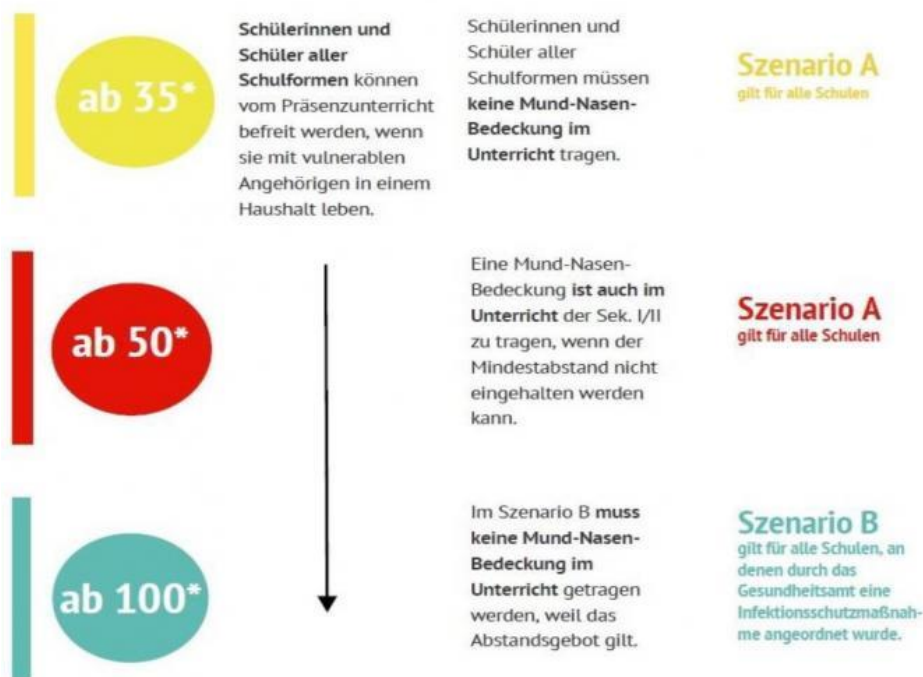 ab 35*
Schülerinnen und
Schüler aller
Schulformen können
vom Präsenzunterricht
befreit werden, wenn
sie mit vulnerablen
Angehörigen in einem
Haushalt leben.
Schülerinnen und
Schüler aller
Schulformen müssen
keine Mund-Nasen-
Bedeckung im
Unterricht tragen.
Szenario A
gilt für alle Schulen
ab 50*
Eine Mund-Nasen-
Bedeckung ist auch im
Unterricht der Sek. I/II
zu tragen, wenn der
Mindestabstand nicht
eingehalten werden
kann.
Szenario A
gilt für alle Schulen
ab 100*
Im Szenario B muss
keine Mund-Nasen-
Bedeckung im
Unterricht getragen
werden, weil das
Abstandsgebot gilt.
Szenario B
gilt für alle Schulen, an
denen durch das
Gesundheitsamt eine
Infektionsschutzmaßnah-
me angeordnet wurde.